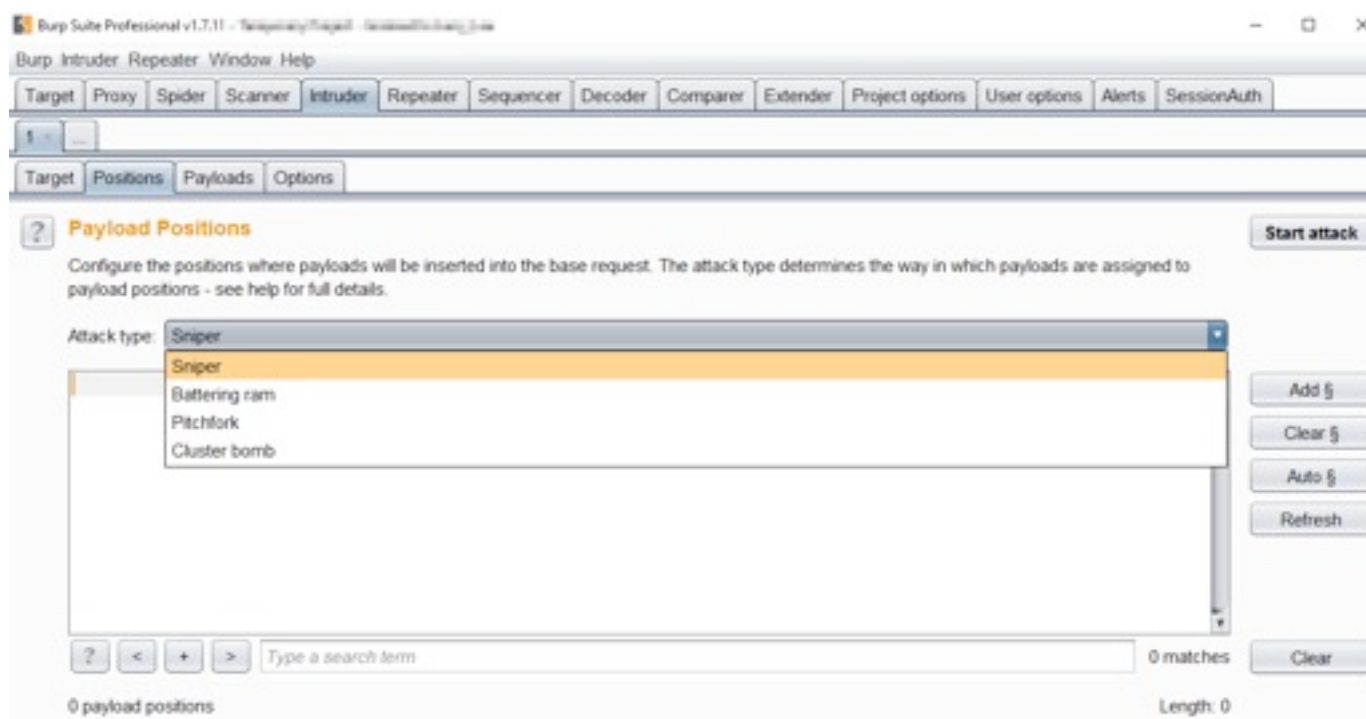 Burp Suite Professional v1.7.11 -
Burp Intruder Repeater Window Help
Target Proxy Spider Scanner Intruder Repeater Sequencer Decoder Comparer Extender Project options User options Alerts SessionAuth
1 × ...
Target Positions Payloads Options
? Payload Positions Start attack
Configure the positions where payloads will be inserted into the base request. The attack type determines the way in which payloads are assigned to
payload positions - see help for full details.
Attack type: Sniper
Sniper
Battering ram
Pitchfork
Cluster bomb
Add §
Clear §
Auto §
Refresh
? < + > Type a search term 0 matches Clear
0 payload positions Length: 0